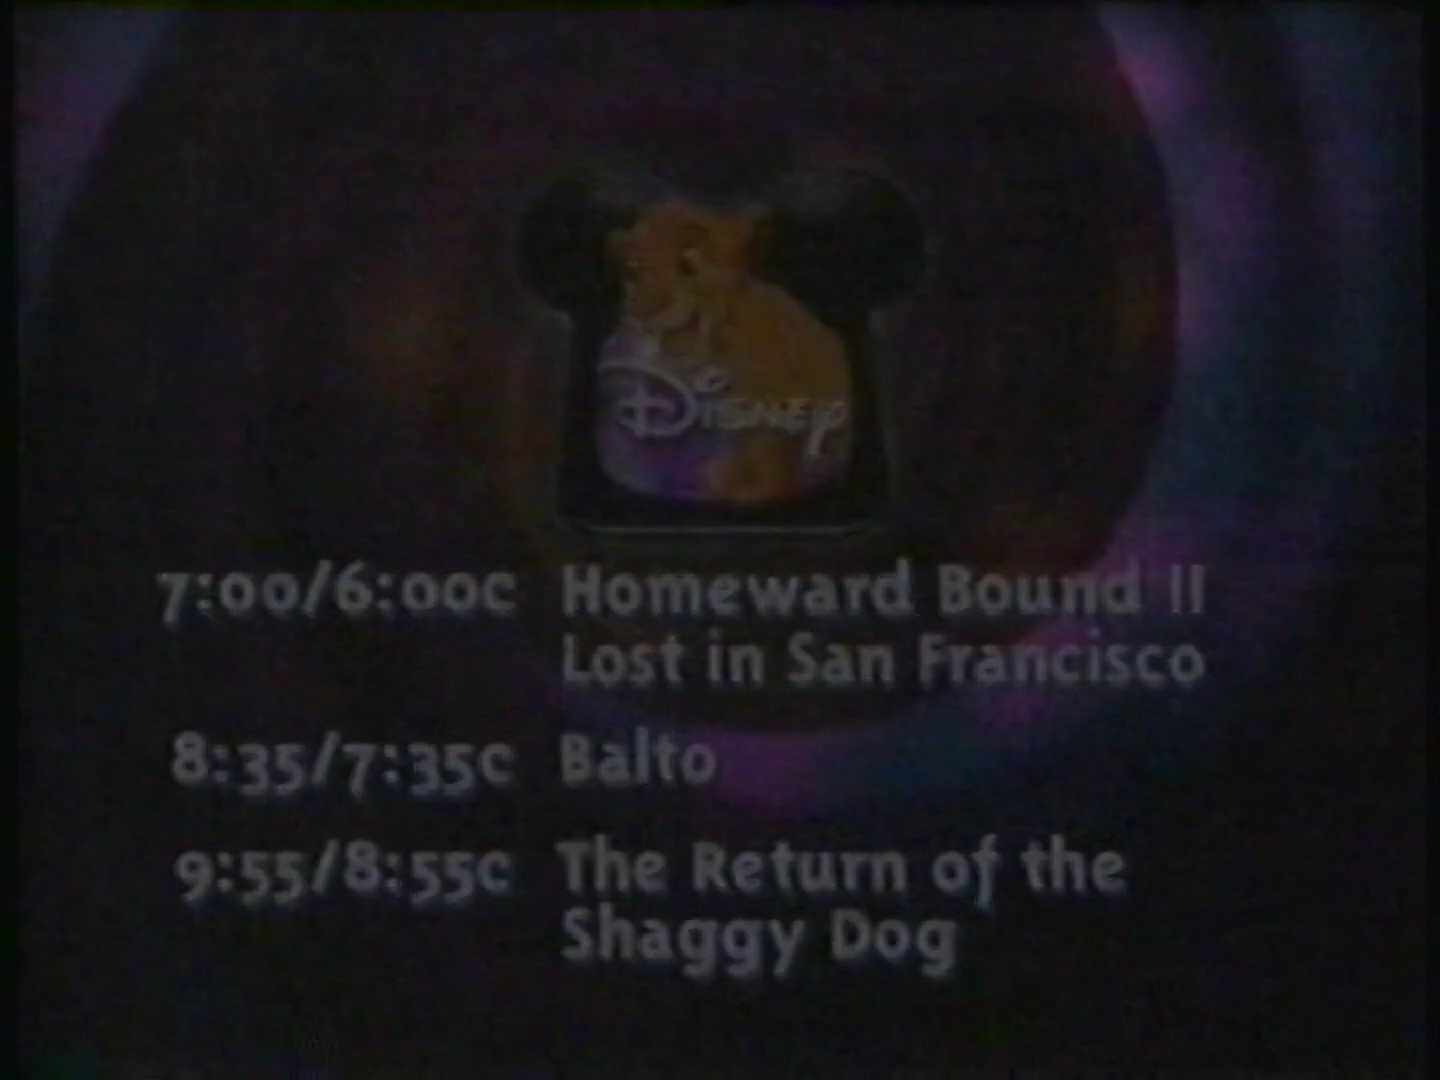 Disney
7:00/6:00c Homeward Bound II
Lost in San Francisco
8:35/7:35c Balto
9:55/8:55c The Return of the
Shaggy Dog